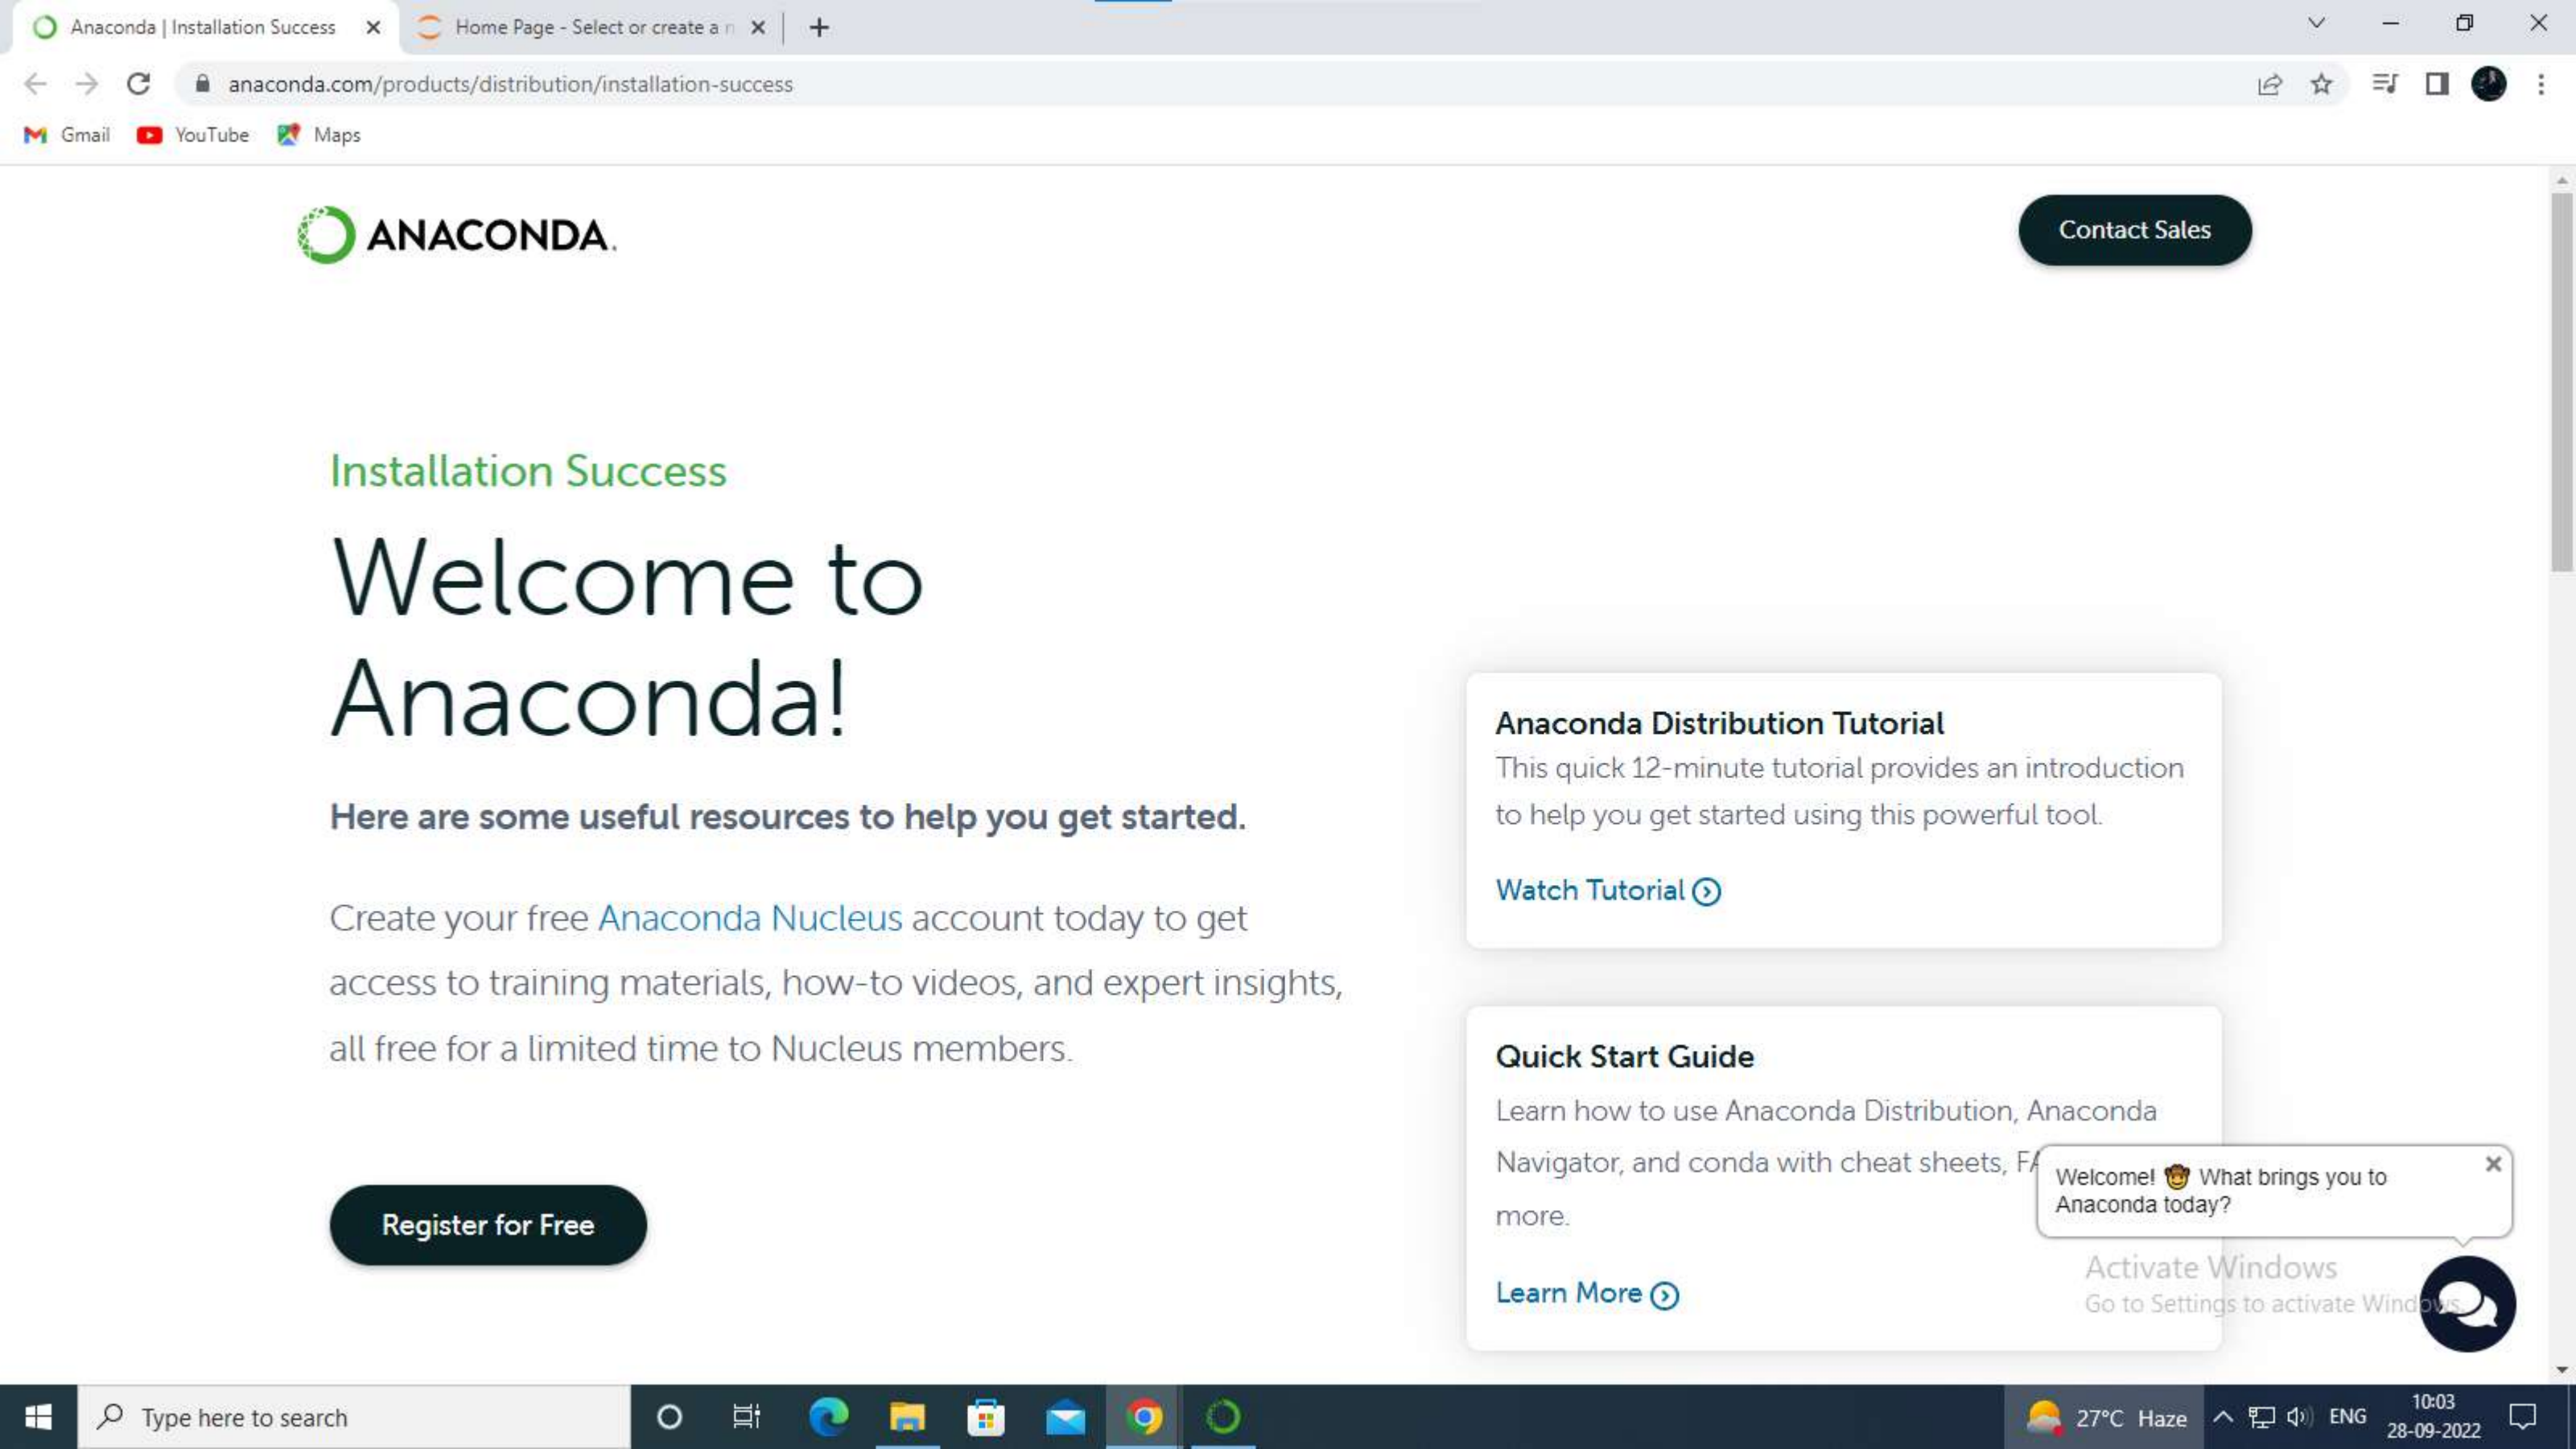 Anaconda | Installation Success
Home Page - Select or create a n
anaconda.com/products/distribution/installation-success
Gmail
YouTube
Maps
ANACONDA.
Contact Sales
Installation Success
Welcome to
Anaconda!
Here are some useful resources to help you get started.
Create your free Anaconda Nucleus account today to get
access to training materials, how-to videos, and expert insights,
all free for a limited time to Nucleus members.
Register for Free
Anaconda Distribution Tutorial
This quick 12-minute tutorial provides an introduction
to help you get started using this powerful tool.
Watch Tutorial
Quick Start Guide
Learn how to use Anaconda Distribution, Anaconda
Navigator, and conda with cheat sheets,
more.
Learn More
Welcome! 🤠 What brings you to
Anaconda today?
Activate Windows
Go to Settings to activate Windows.
Type here to search
27°C Haze
ENG
10:03
28-09-2022